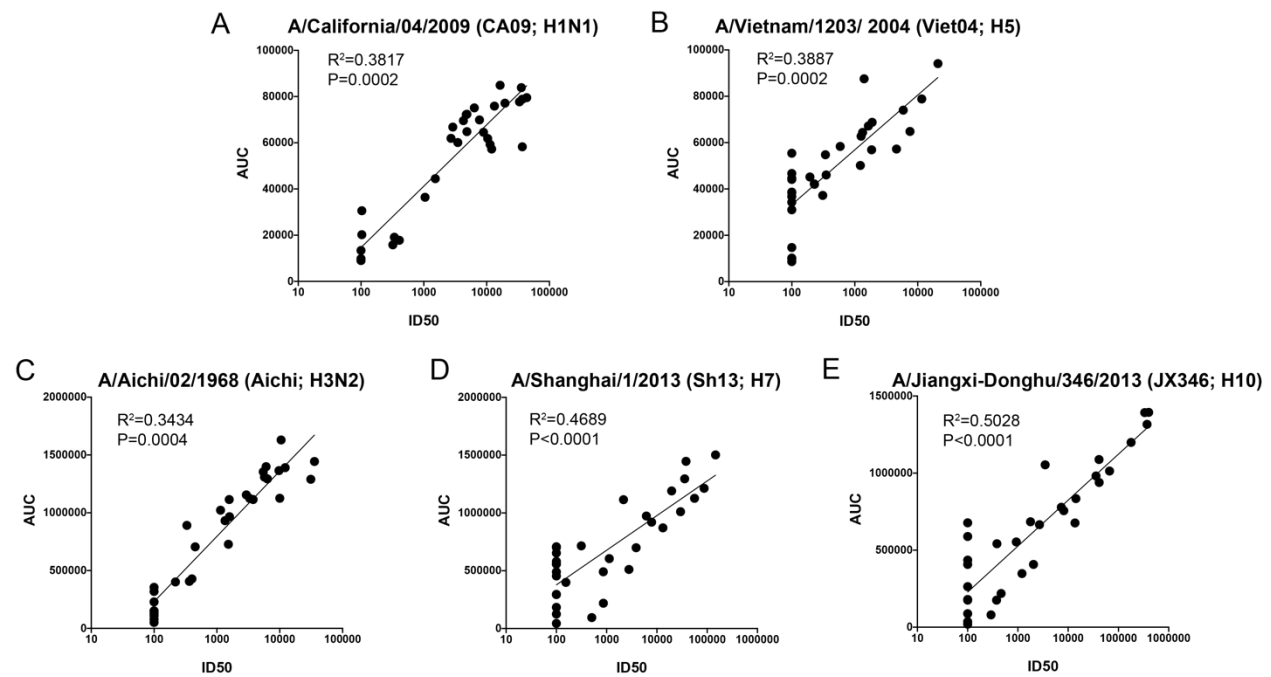 A
A/California/04/2009 (CA09; H1N1)
R²=0.3817
P=0.0002
100000
80000
60000
40000
20000
0
AUC
10
100
1000
10000
100000
ID50
B
A/Vietnam/1203/ 2004 (Viet04; H5)
R²=0.3887
P=0.0002
100000
80000
60000
40000
20000
0
AUC
10
100
1000
10000
100000
ID50
C
A/Aichi/02/1968 (Aichi; H3N2)
R²=0.3434
P=0.0004
2000000
1500000
1000000
500000
0
AUC
10
100
1000
10000
100000
ID50
D
A/Shanghai/1/2013 (Sh13; H7)
R²=0.4689
P<0.0001
2000000
1500000
1000000
500000
0
AUC
10
100
1000
10000
100000
1000000
ID50
E
A/Jiangxi-Donghu/346/2013 (JX346; H10)
R²=0.5028
P<0.0001
1500000
1000000
500000
0
AUC
10
100
1000
10000
100000
1000000
ID50